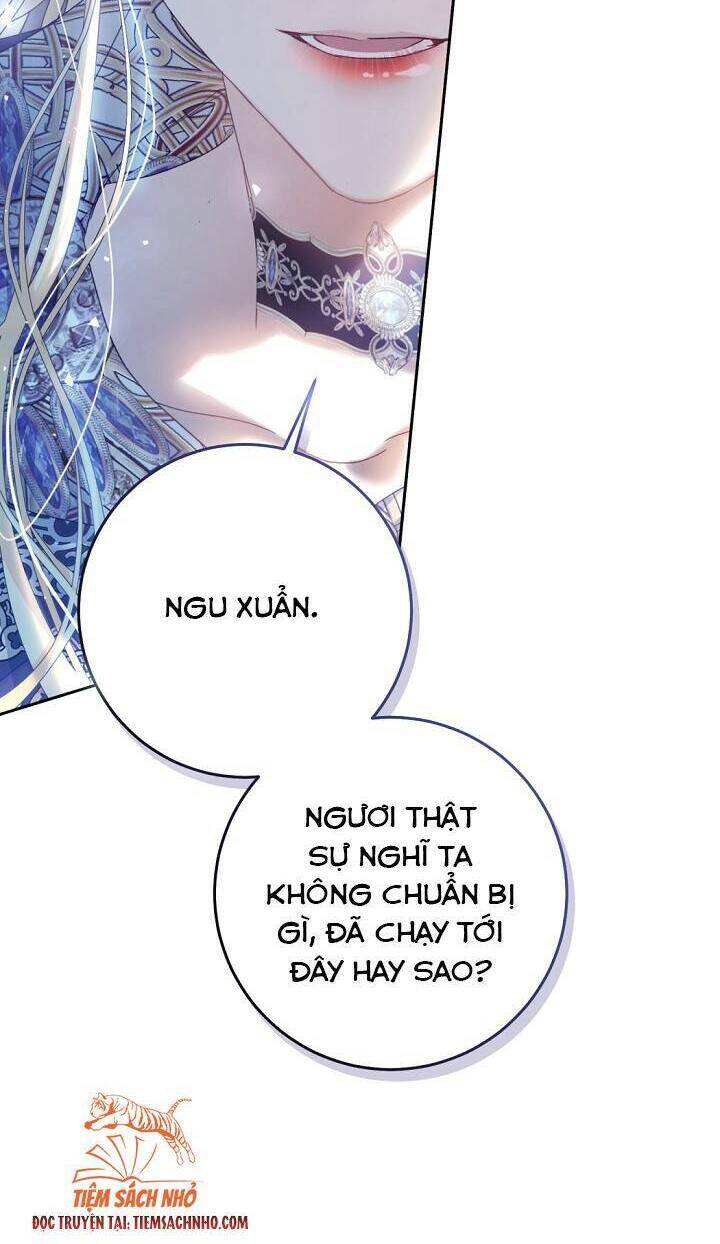 NGU XUẨN.
NGƯƠI THẬT
SỰ NGHĨ TA
KHÔNG CHUẨN BỊ
GÌ, ĐÃ CHẠY TỚI
ĐÂY HAY SAO?
TIỆM SÁCH NHỎ
ĐỌC TRUYỆN TẠI: TIEMSACHNHO.COM